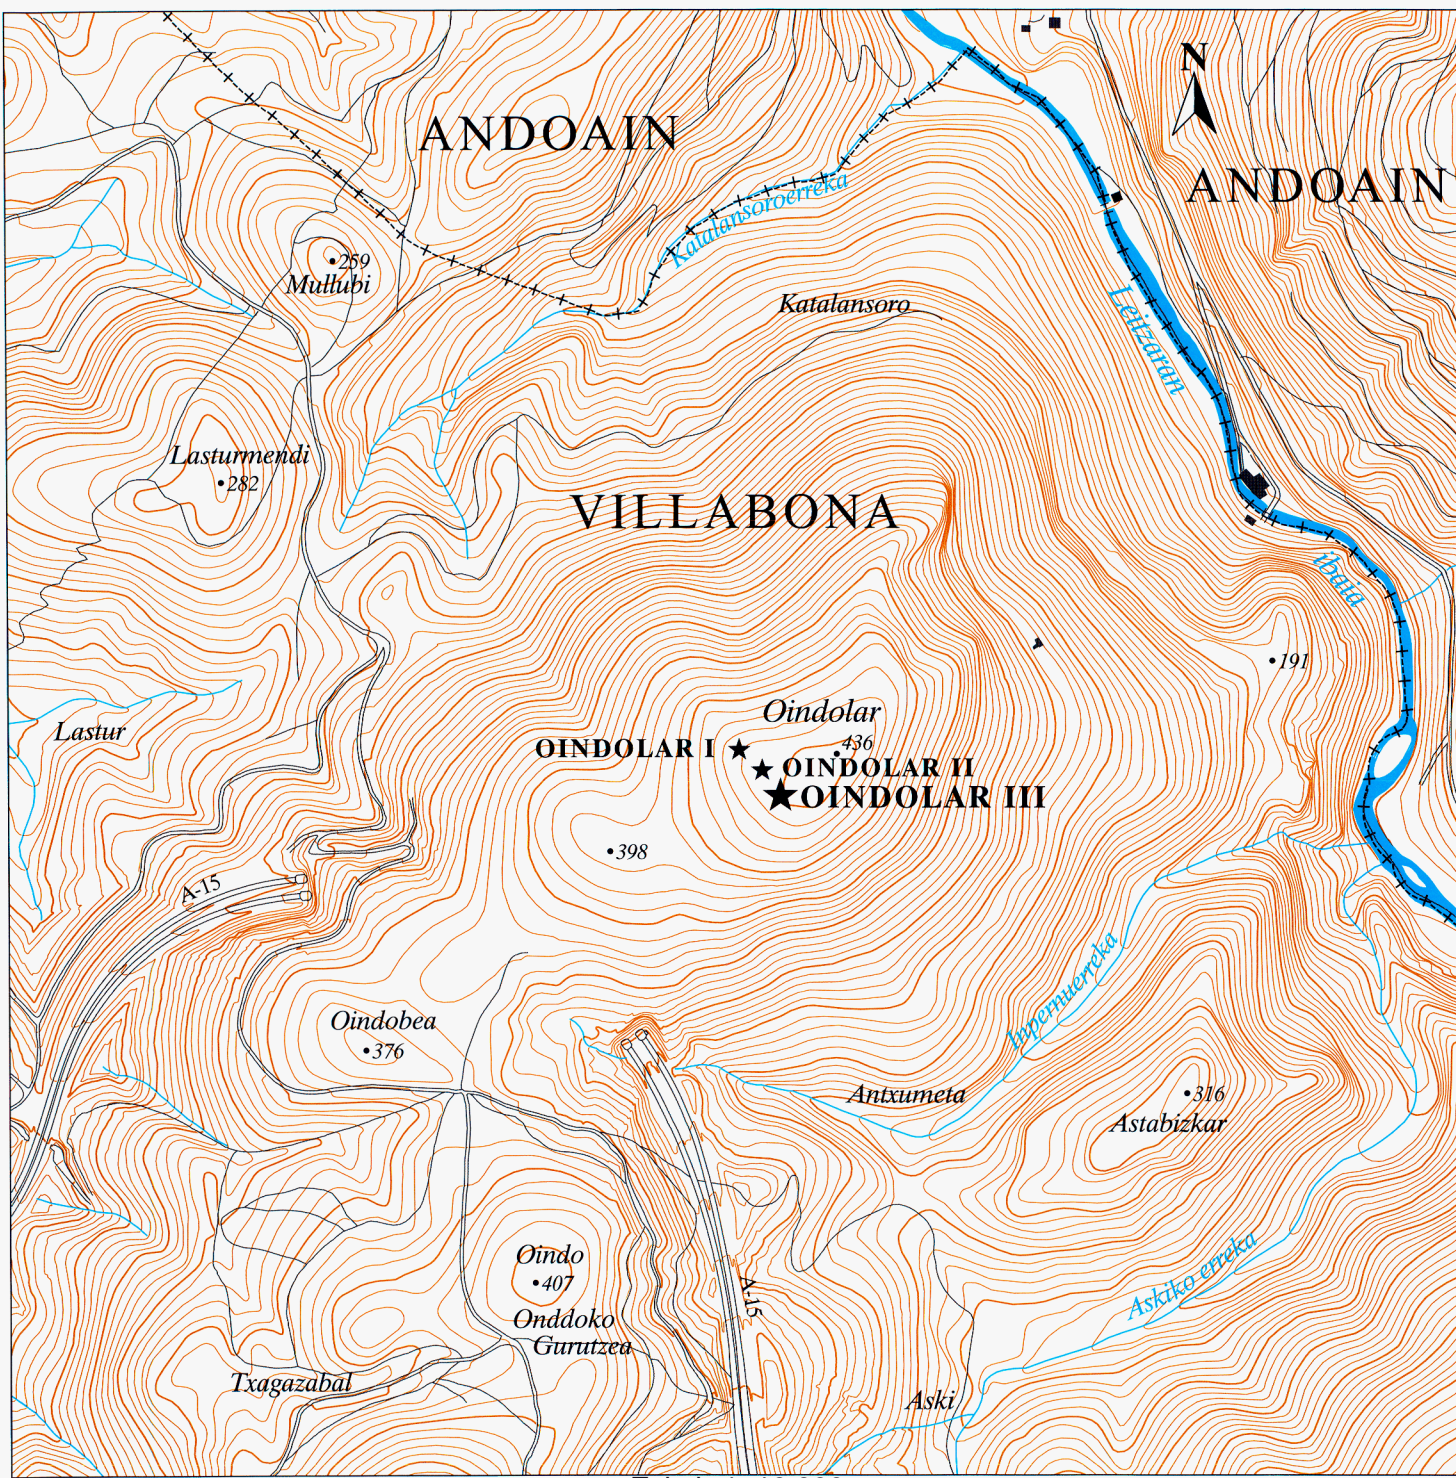 N
ANDOAIN
ANDOAIN
Katalansoroerreka
259
Mullubi
Katalansoro
Leitzaran
Lasturmendi
282
VILLABONA
ibaia
191
Lastur
Oindolar
436
OINDOLAR I
OINDOLAR II
OINDOLAR III
398
A-15
Inpernuerreka
Oindobea
376
Antxumeta
316
Astabizkar
Oindo
407
Onddoko
Gurutzea
A-15
Askiko erreka
Txagazabal
Aski